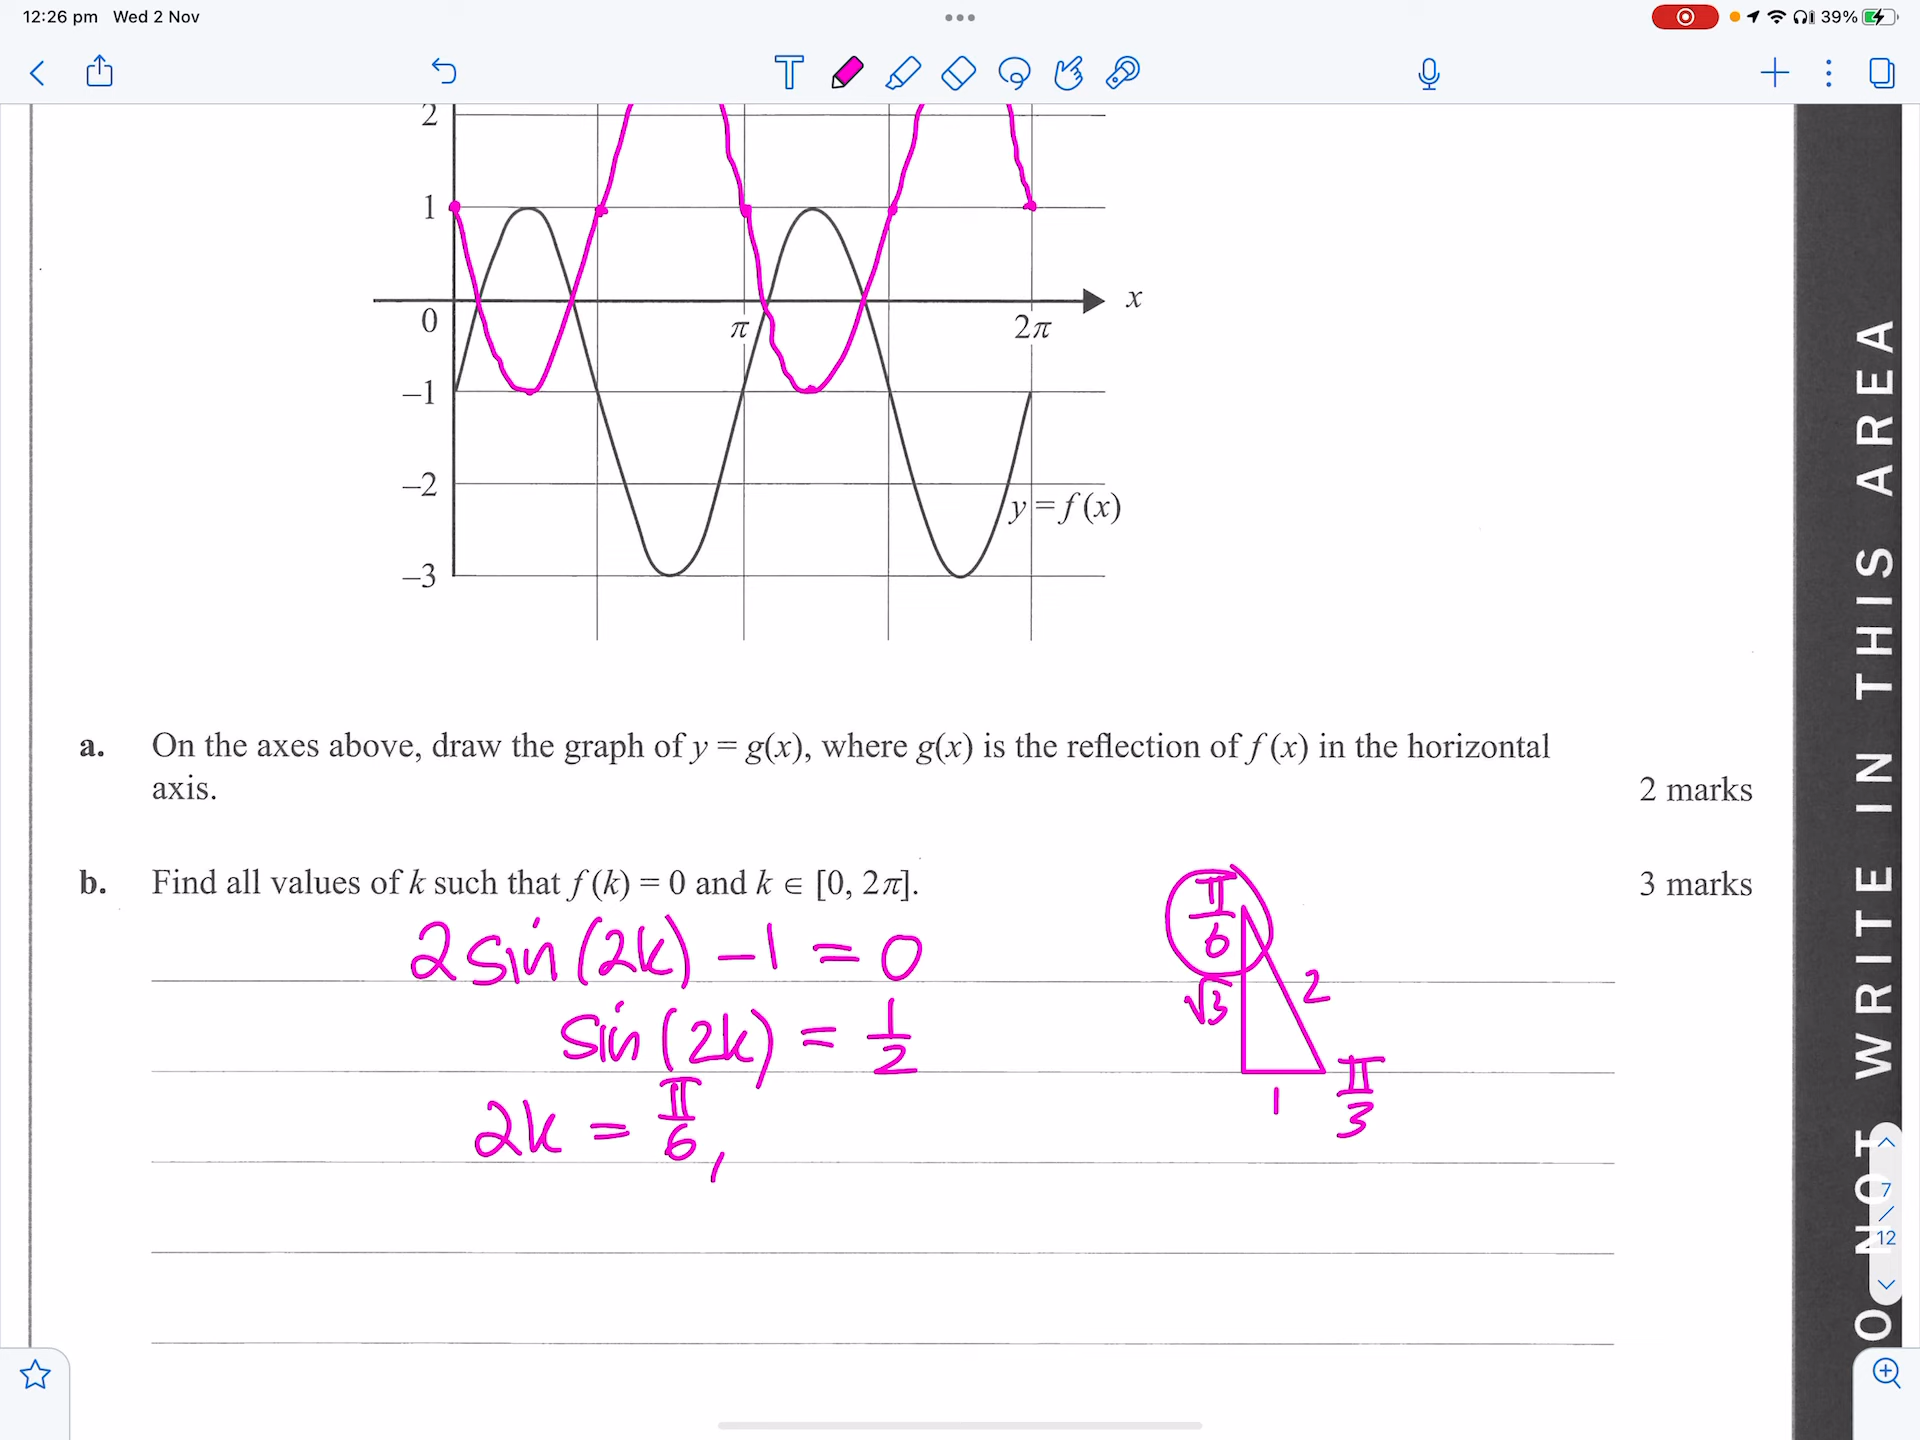 12:26 pm Wed 2 Nov
39%
T
2
1
0
π
2π
x
−1
−2
y = f(x)
−3
a. On the axes above, draw the graph of y = g(x), where g(x) is the reflection of f(x) in the horizontal
axis.
2 marks
b. Find all values of k such that f(k) = 0 and k ∈ [0, 2π].
3 marks
2 sin (2k) − 1 = 0
sin (2k) = 1/2
2k = π/6,
π/6
√3
2
1
π/3
O NOT WRITE IN THIS AREA
7
/
12